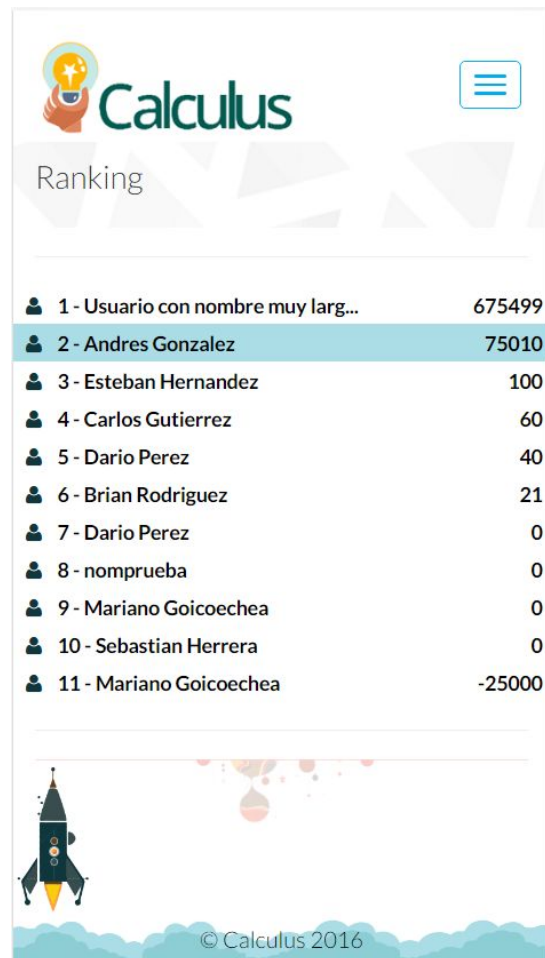 Calculus
Ranking
1 - Usuario con nombre muy larg... 675499
2 - Andres Gonzalez 75010
3 - Esteban Hernandez 100
4 - Carlos Gutierrez 60
5 - Dario Perez 40
6 - Brian Rodriguez 21
7 - Dario Perez 0
8 - nomprueba 0
9 - Mariano Goicoechea 0
10 - Sebastian Herrera 0
11 - Mariano Goicoechea -25000
© Calculus 2016